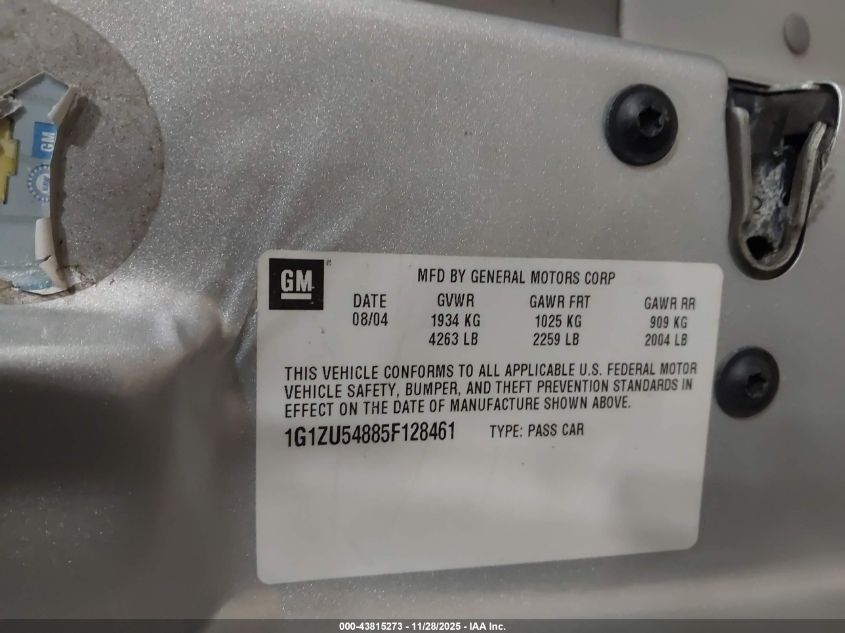 GM
GM
MFD BY GENERAL MOTORS CORP
DATE GVWR GAWR FRT GAWR RR
08/04 1934 KG 1025 KG 909 KG
4263 LB 2259 LB 2004 LB
THIS VEHICLE CONFORMS TO ALL APPLICABLE U.S. FEDERAL MOTOR
VEHICLE SAFETY, BUMPER, AND THEFT PREVENTION STANDARDS IN
EFFECT ON THE DATE OF MANUFACTURE SHOWN ABOVE.
1G1ZU54885F128461 TYPE: PASS CAR
000-43815273 | 11/28/2025 - IAA Inc.